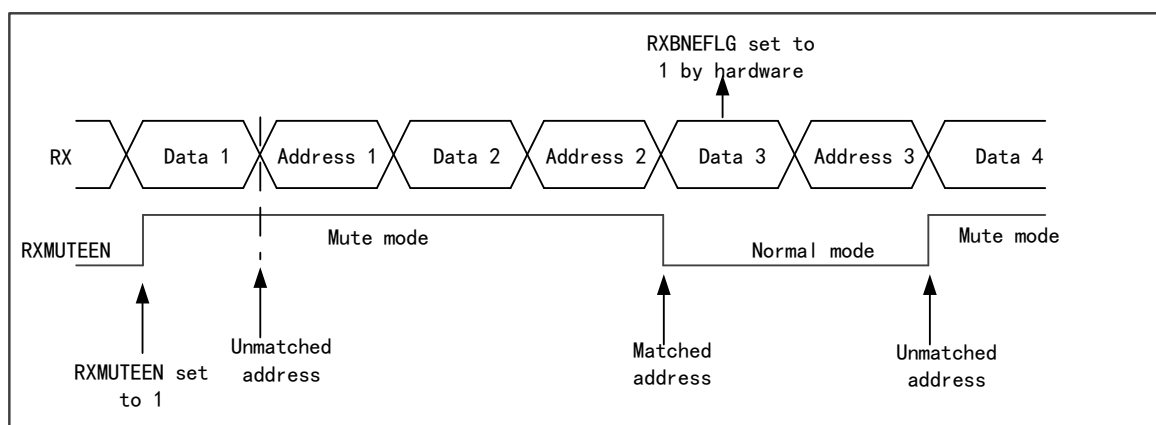 RXBNEFLG set to
1 by hardware
RX
Data 1
Address 1
Data 2
Address 2
Data 3
Address 3
Data 4
RXMUTEEN
Mute mode
Normal mode
Mute mode
RXMUTEEN set
to 1
Unmatched
address
Matched
address
Unmatched
address